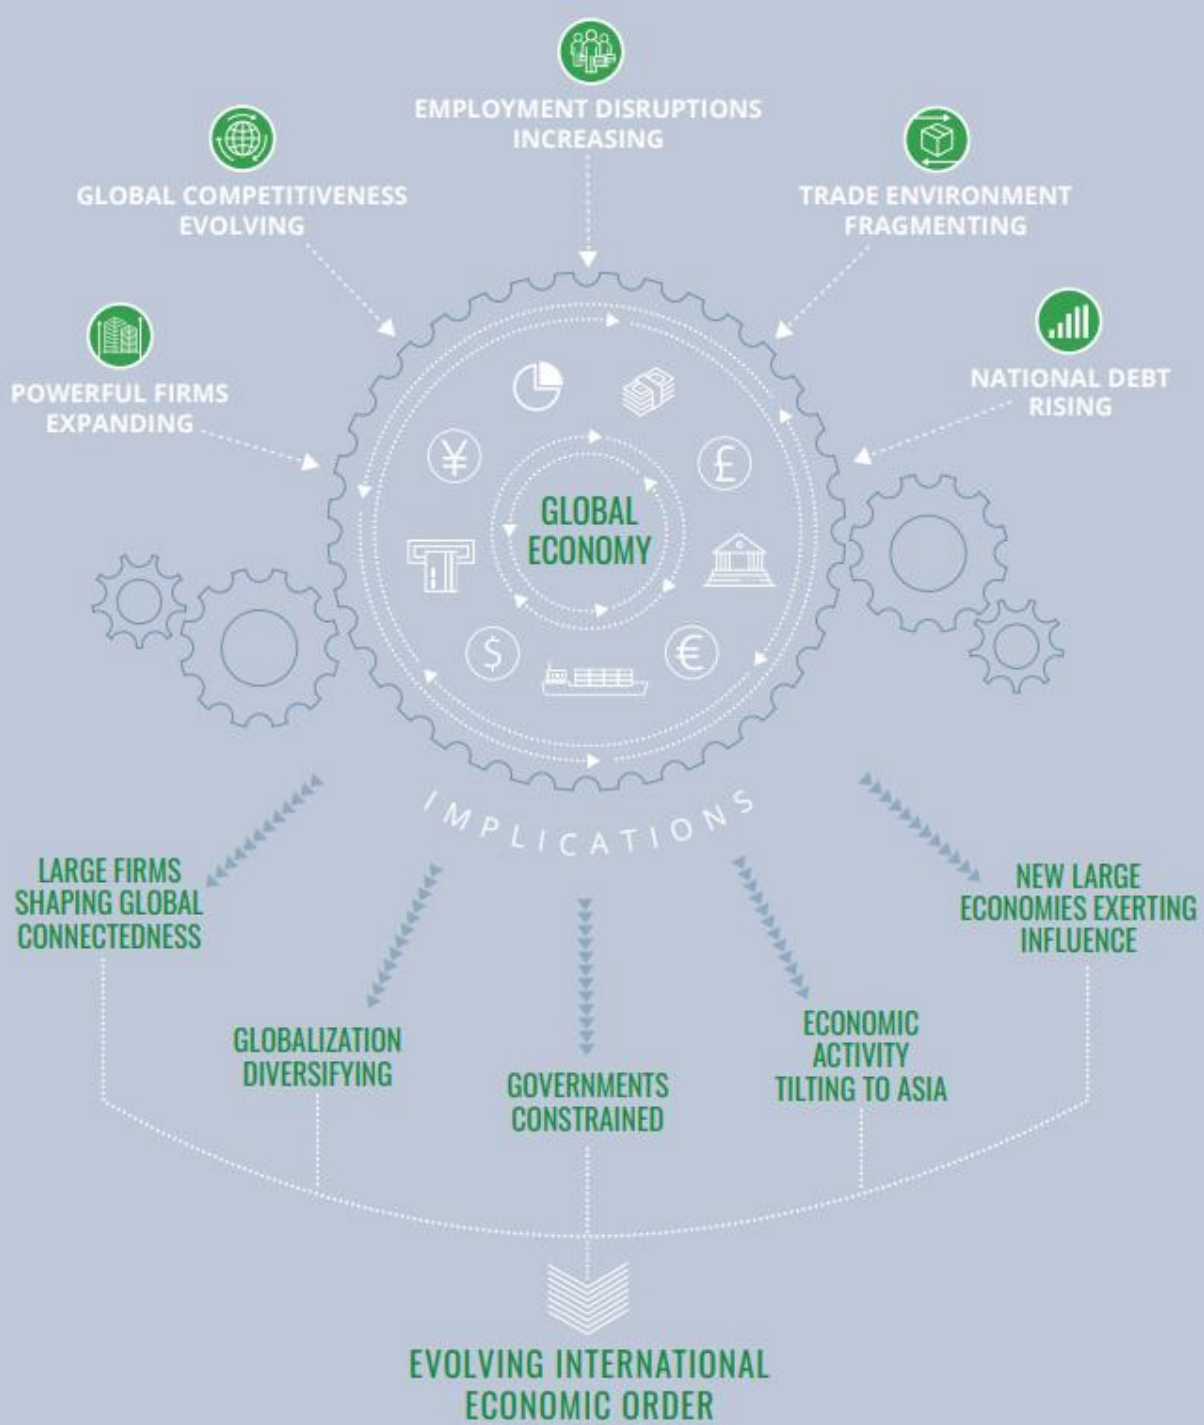 EMPLOYMENT DISRUPTIONS
INCREASING
GLOBAL COMPETITIVENESS
EVOLVING
TRADE ENVIRONMENT
FRAGMENTING
POWERFUL FIRMS
EXPANDING
NATIONAL DEBT
RISING
¥
£
GLOBAL
ECONOMY
$
€
IMPLICATIONS
LARGE FIRMS
SHAPING GLOBAL
CONNECTEDNESS
NEW LARGE
ECONOMIES EXERTING
INFLUENCE
GLOBALIZATION
DIVERSIFYING
GOVERNMENTS
CONSTRAINED
ECONOMIC
ACTIVITY
TILTING TO ASIA
EVOLVING INTERNATIONAL
ECONOMIC ORDER